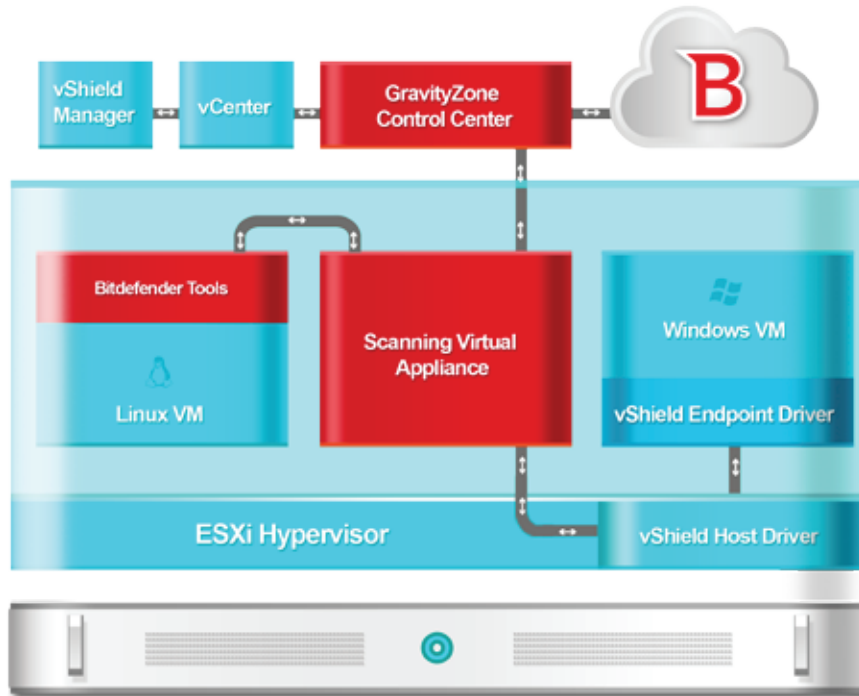 vShield
Manager
vCenter
GravityZone
Control Center
B
Bitdefender Tools
Linux VM
Scanning Virtual
Appliance
Windows VM
vShield Endpoint Driver
ESXi Hypervisor
vShield Host Driver